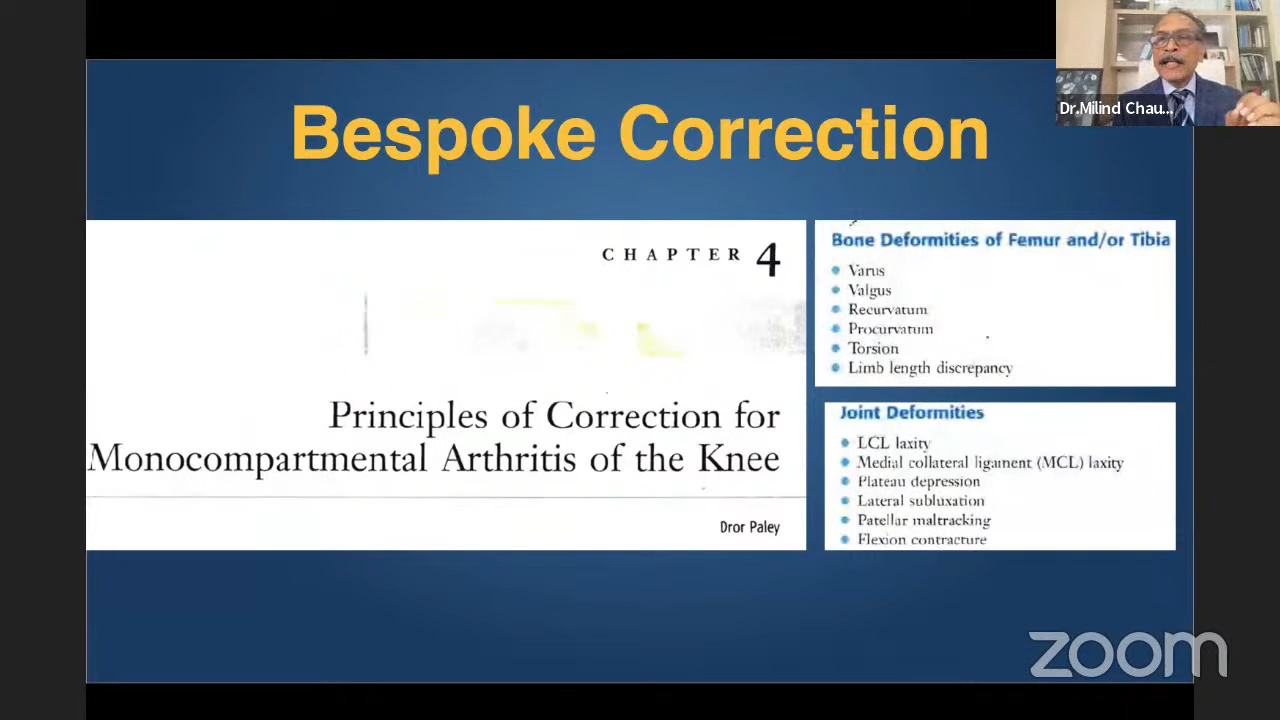 Dr.Milind Chau...
Bespoke Correction
CHAPTER 4
Principles of Correction for
Monocompartmental Arthritis of the Knee
Dror Paley
Bone Deformities of Femur and/or Tibia
Varus
Valgus
Recurvatum
Procurvatum
Torsion
Limb length discrepancy
Joint Deformities
LCL laxity
Medial collateral ligament (MCL) laxity
Plateau depression
Lateral subluxation
Patellar maltracking
Flexion contracture
zoom